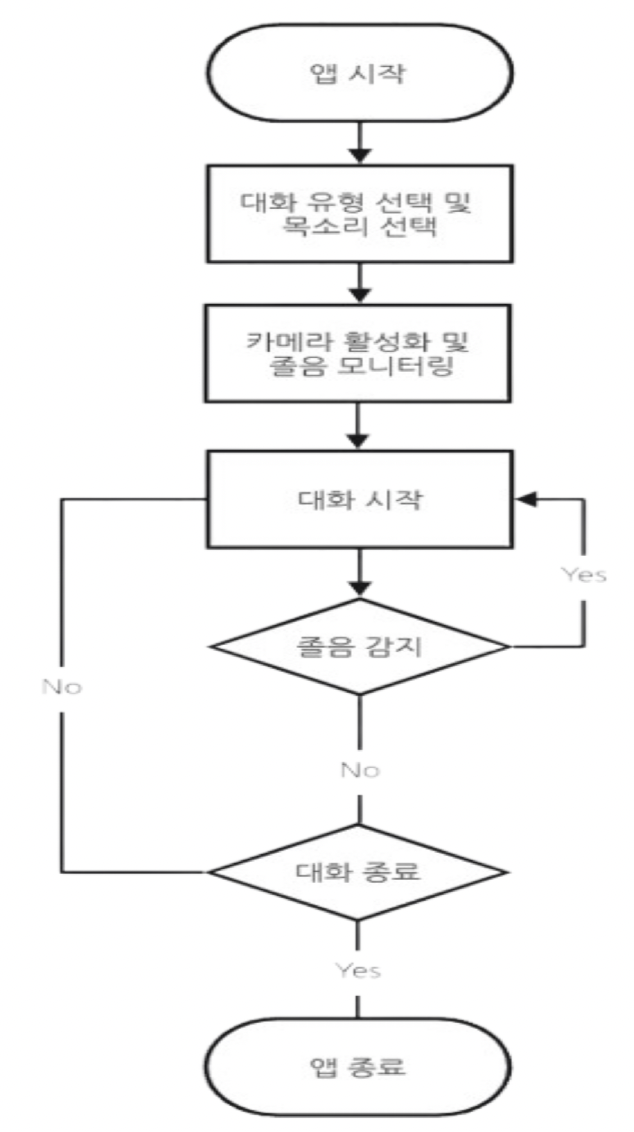 앱 시작
대화 유형 선택 및
목소리 선택
카메라 활성화 및
졸음 모니터링
대화 시작
Yes
졸음 감지
No
No
대화 종료
Yes
앱 종료